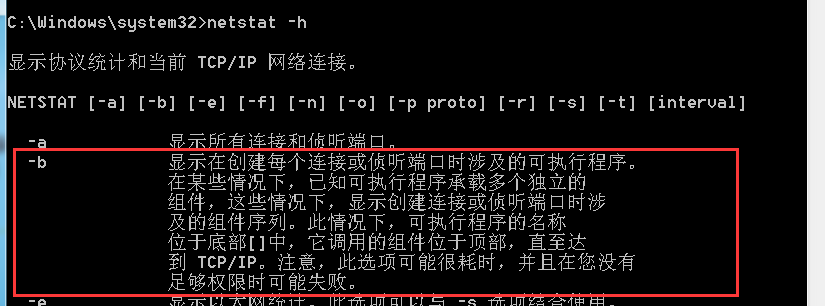 C:\Windows\system32>netstat -h
显示协议统计和当前 TCP/IP 网络连接。
NETSTAT [-a] [-b] [-e] [-f] [-n] [-o] [-p proto] [-r] [-s] [-t] [interval]
-a 显示所有连接和侦听端口。
-b 显示在创建每个连接或侦听端口时涉及的可执行程序。
在某些情况下，已知可执行程序承载多个独立的
组件，这些情况下，显示创建连接或侦听端口时涉
及的组件序列。此情况下，可执行程序的名称
位于底部[]中，它调用的组件位于顶部，直至达
到 TCP/IP。注意，此选项可能很耗时，并且在您没有
足够权限时可能失败。
-e 显示以太网统计。此选项可以与 -s 选项结合使用。